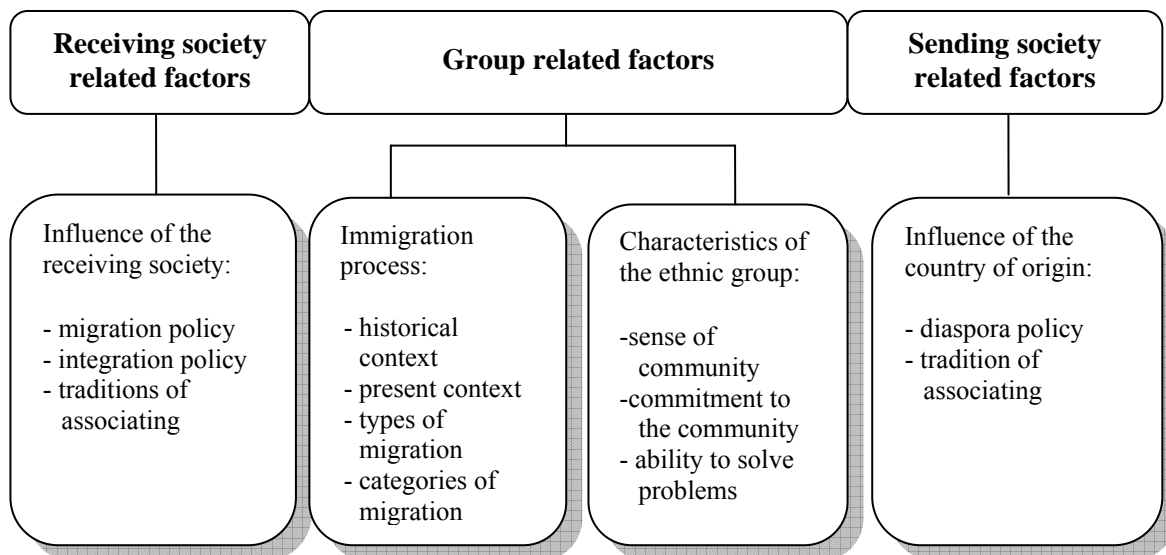 Receiving society
related factors
Group related factors
Sending society
related factors
Influence of the
receiving society:
- migration policy
- integration policy
- traditions of
associating
Immigration
process:
- historical
context
- present context
- types of
migration
- categories of
migration
Characteristics of
the ethnic group:
-sense of
community
-commitment to
the community
- ability to solve
problems
Influence of the
country of origin:
- diaspora policy
- tradition of
associating